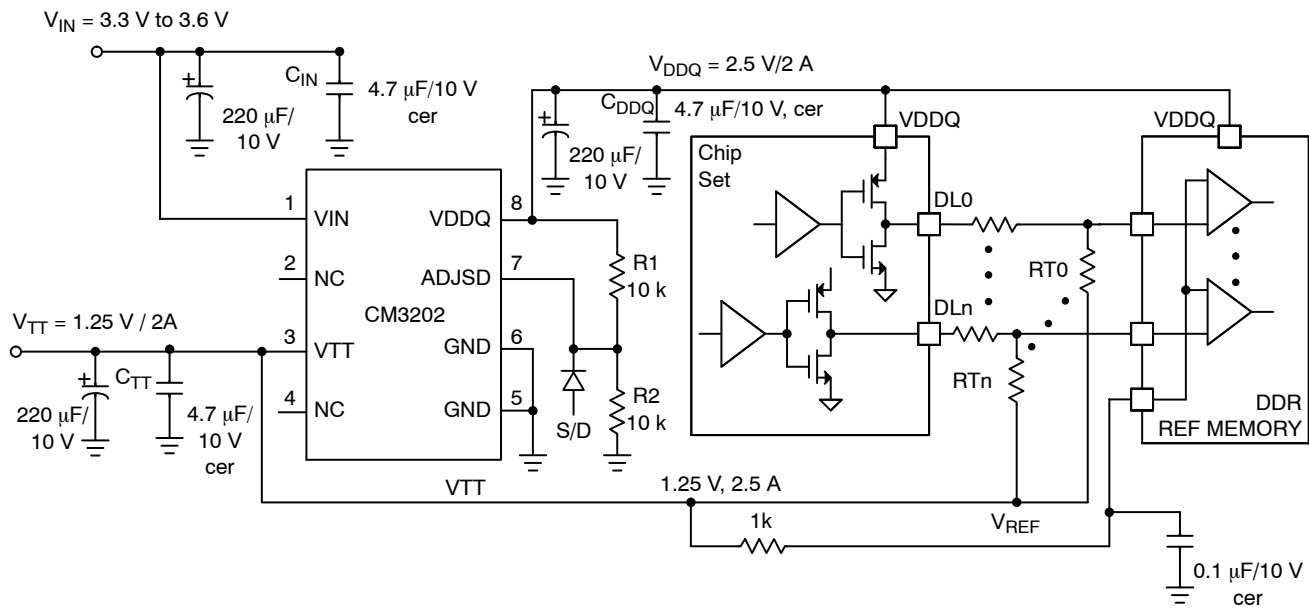 V_IN = 3.3 V to 3.6 V
+
220 μF/
10 V
C_IN
4.7 μF/10 V
cer
V_DDQ = 2.5 V/2 A
+
220 μF/
10 V
C_DDQ
4.7 μF/10 V, cer
VDDQ
VDDQ
Chip
Set
DL0
DLn
RT0
RTn
DDR
REF MEMORY
1
VIN
2
NC
3
VTT
4
NC
CM3202
8
VDDQ
7
ADJSD
6
GND
5
GND
R1
10 k
R2
10 k
S/D
V_TT = 1.25 V / 2A
+
220 μF/
10 V
C_TT
4.7 μF/
10 V
cer
VTT
1.25 V, 2.5 A
1k
V_REF
0.1 μF/10 V
cer